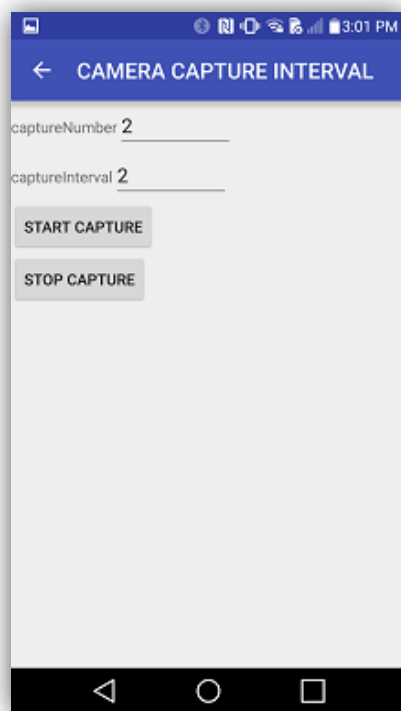 3:01 PM
CAMERA CAPTURE INTERVAL
captureNumber 2
captureInterval 2
START CAPTURE
STOP CAPTURE